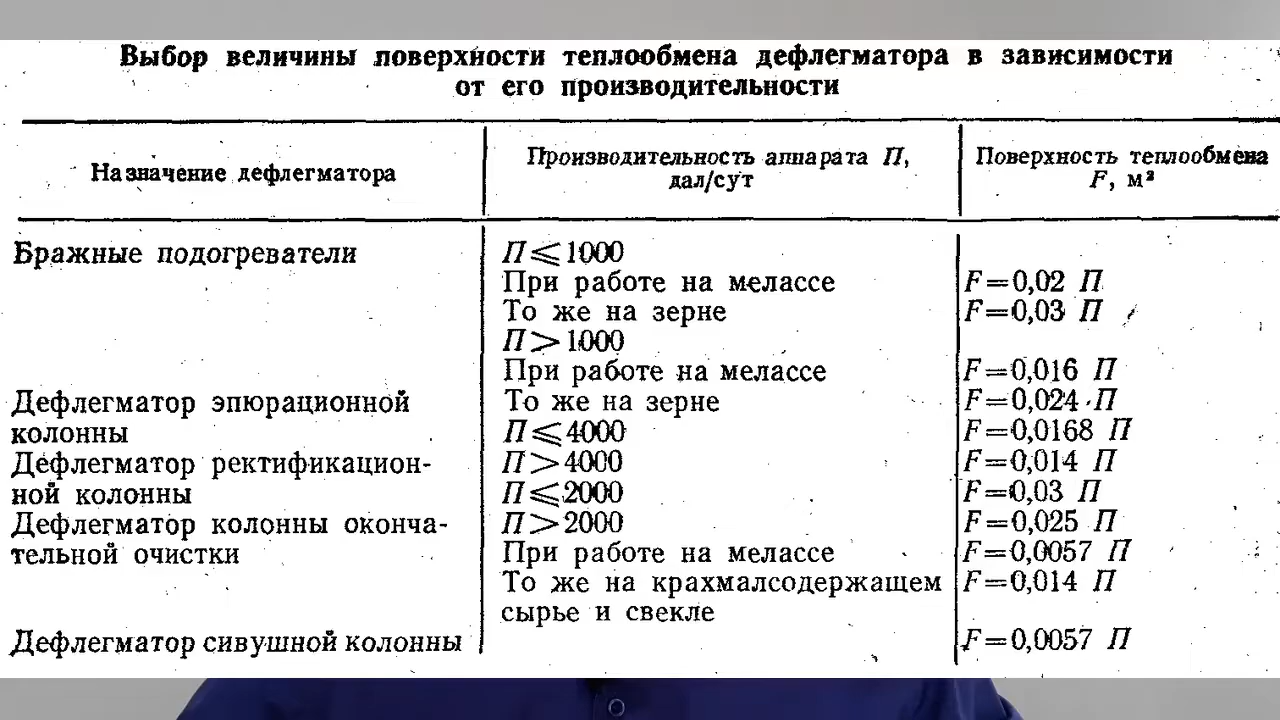 Выбор величины поверхности теплообмена дефлегматора в зависимости
от его производительности
Назначение дефлегматора
Производительность аппарата П,
дал/сут
Поверхность теплообмена
F, м²
Бражные подогреватели
П⩽1000
При работе на мелассе F=0,02 П
То же на зерне F=0,03 П
П>1000
При работе на мелассе F=0,016 П
Дефлегматор эпюрационной То же на зерне F=0,024 П
колонны П⩽4000 F=0,0168 П
Дефлегматор ректификацион- П>4000 F=0,014 П
ной колонны П⩽2000 F=0,03 П
Дефлегматор колонны оконча- П>2000 F=0,025 П
тельной очистки При работе на мелассе F=0,0057 П
То же на крахмалсодержащем F=0,014 П
сырье и свекле
Дефлегматор сивушной колонны F=0,0057 П